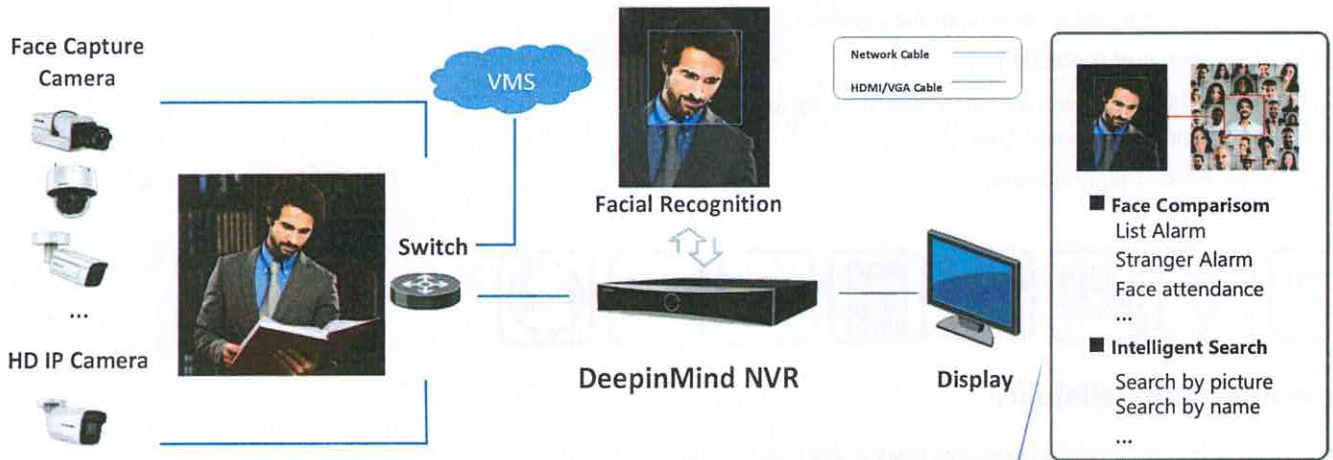 Face Capture
Camera
...
HD IP Camera
VMS
Switch
Facial Recognition
DeepinMind NVR
Display
Network Cable
HDMI/VGA Cable
Face Comparisom
List Alarm
Stranger Alarm
Face attendance
...
Intelligent Search
Search by picture
Search by name
...